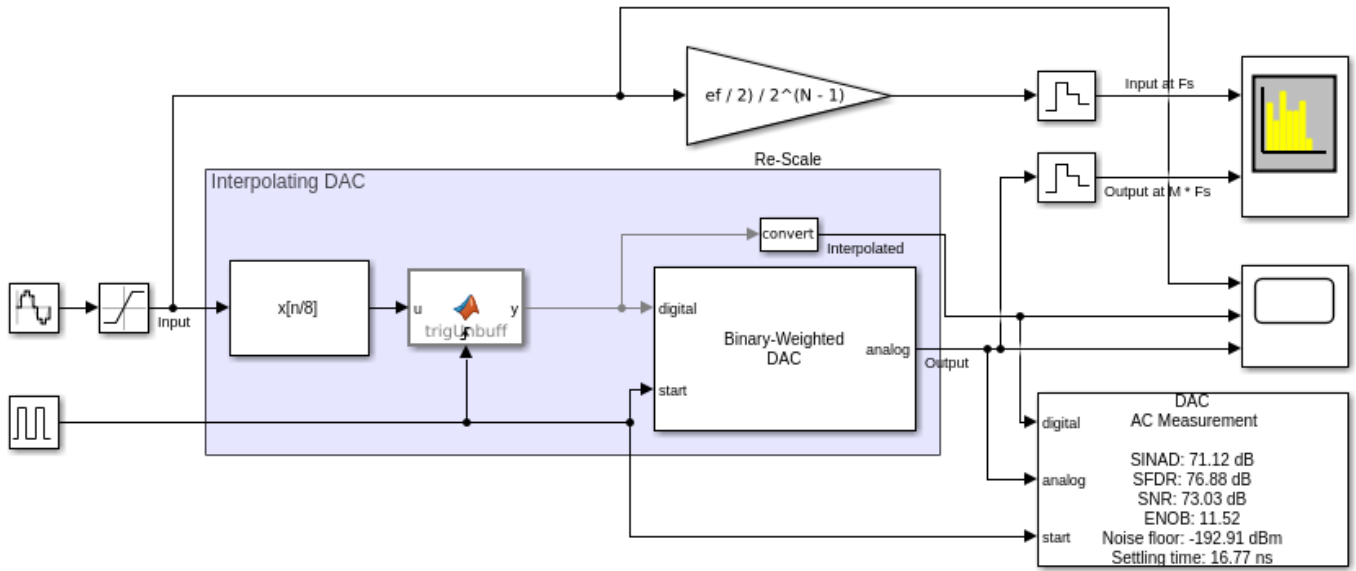 ef / 2) / 2^(N - 1)
Input at Fs
Re-Scale
Interpolating DAC
Output at M * Fs
convert
Interpolated
x[n/8]
u
y
trigUnbuff
digital
Binary-Weighted
DAC
analog
start
Input
Output
DAC
AC Measurement
digital
analog
start
SINAD: 71.12 dB
SFDR: 76.88 dB
SNR: 73.03 dB
ENOB: 11.52
Noise floor: -192.91 dBm
Settling time: 16.77 ns